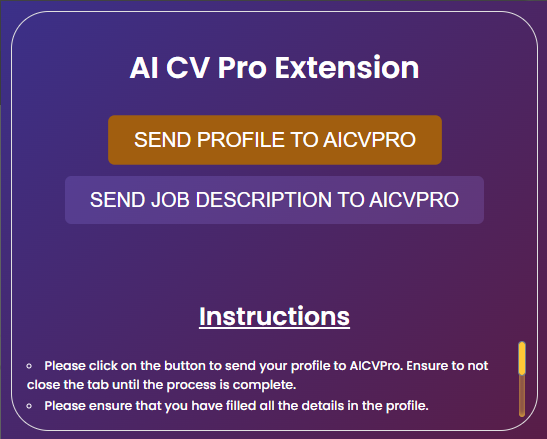 AI CV Pro Extension
SEND PROFILE TO AICVPRO
SEND JOB DESCRIPTION TO AICVPRO
Instructions
◦ Please click on the button to send your profile to AICVPro. Ensure to not
close the tab until the process is complete.
◦ Please ensure that you have filled all the details in the profile.